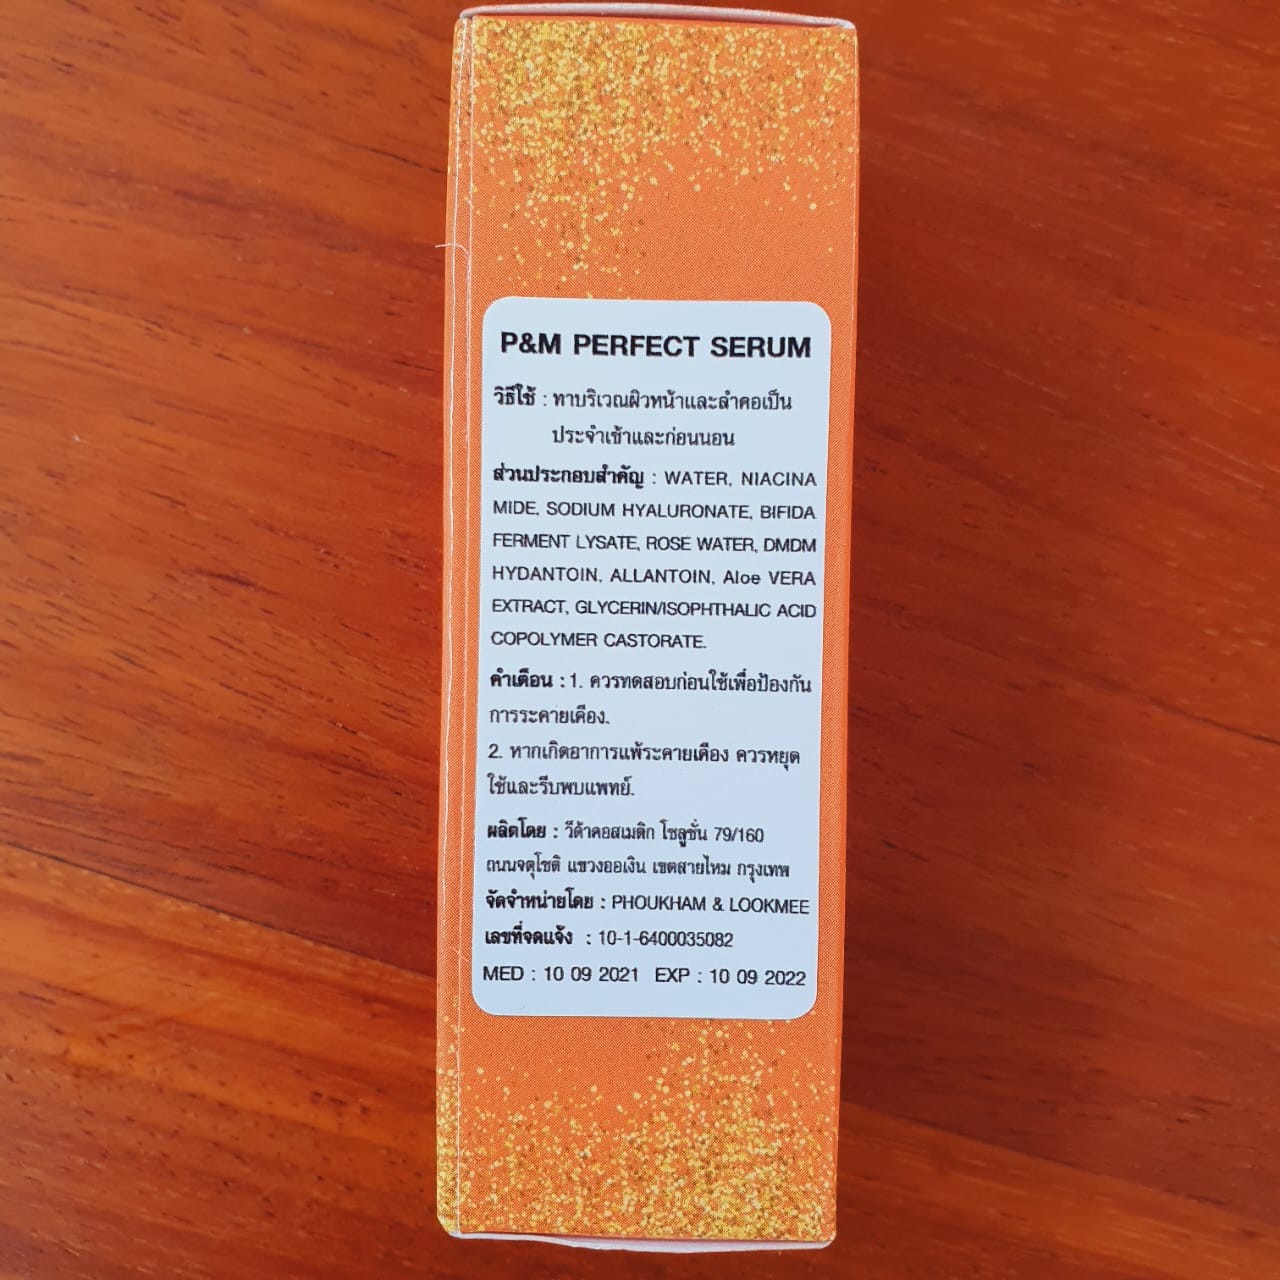 P&M PERFECT SERUM
วิธีใช้ : ทาบริเวณผิวหน้าและลำคอเป็น
ประจำเช้าและก่อนนอน
ส่วนประกอบสำคัญ : WATER, NIACINA
MIDE, SODIUM HYALURONATE, BIFIDA
FERMENT LYSATE, ROSE WATER, DMDM
HYDANTOIN, ALLANTOIN, Aloe VERA
EXTRACT, GLYCERIN/ISOPHTHALIC ACID
COPOLYMER CASTORATE.
คำเตือน : 1. ควรทดสอบก่อนใช้เพื่อป้องกัน
การระคายเคือง.
2. หากเกิดอาการแพ้ระคายเคือง ควรหยุด
ใช้และรีบพบแพทย์.
ผลิตโดย : วีด้าคอสเมติก โซลูชั่น 79/160
ถนนจตุโชติ แขวงออเงิน เขตสายไหม กรุงเทพ
จัดจำหน่ายโดย : PHOUKHAM & LOOKMEE
เลขที่จดแจ้ง : 10-1-6400035082
MED : 10 09 2021 EXP : 10 09 2022